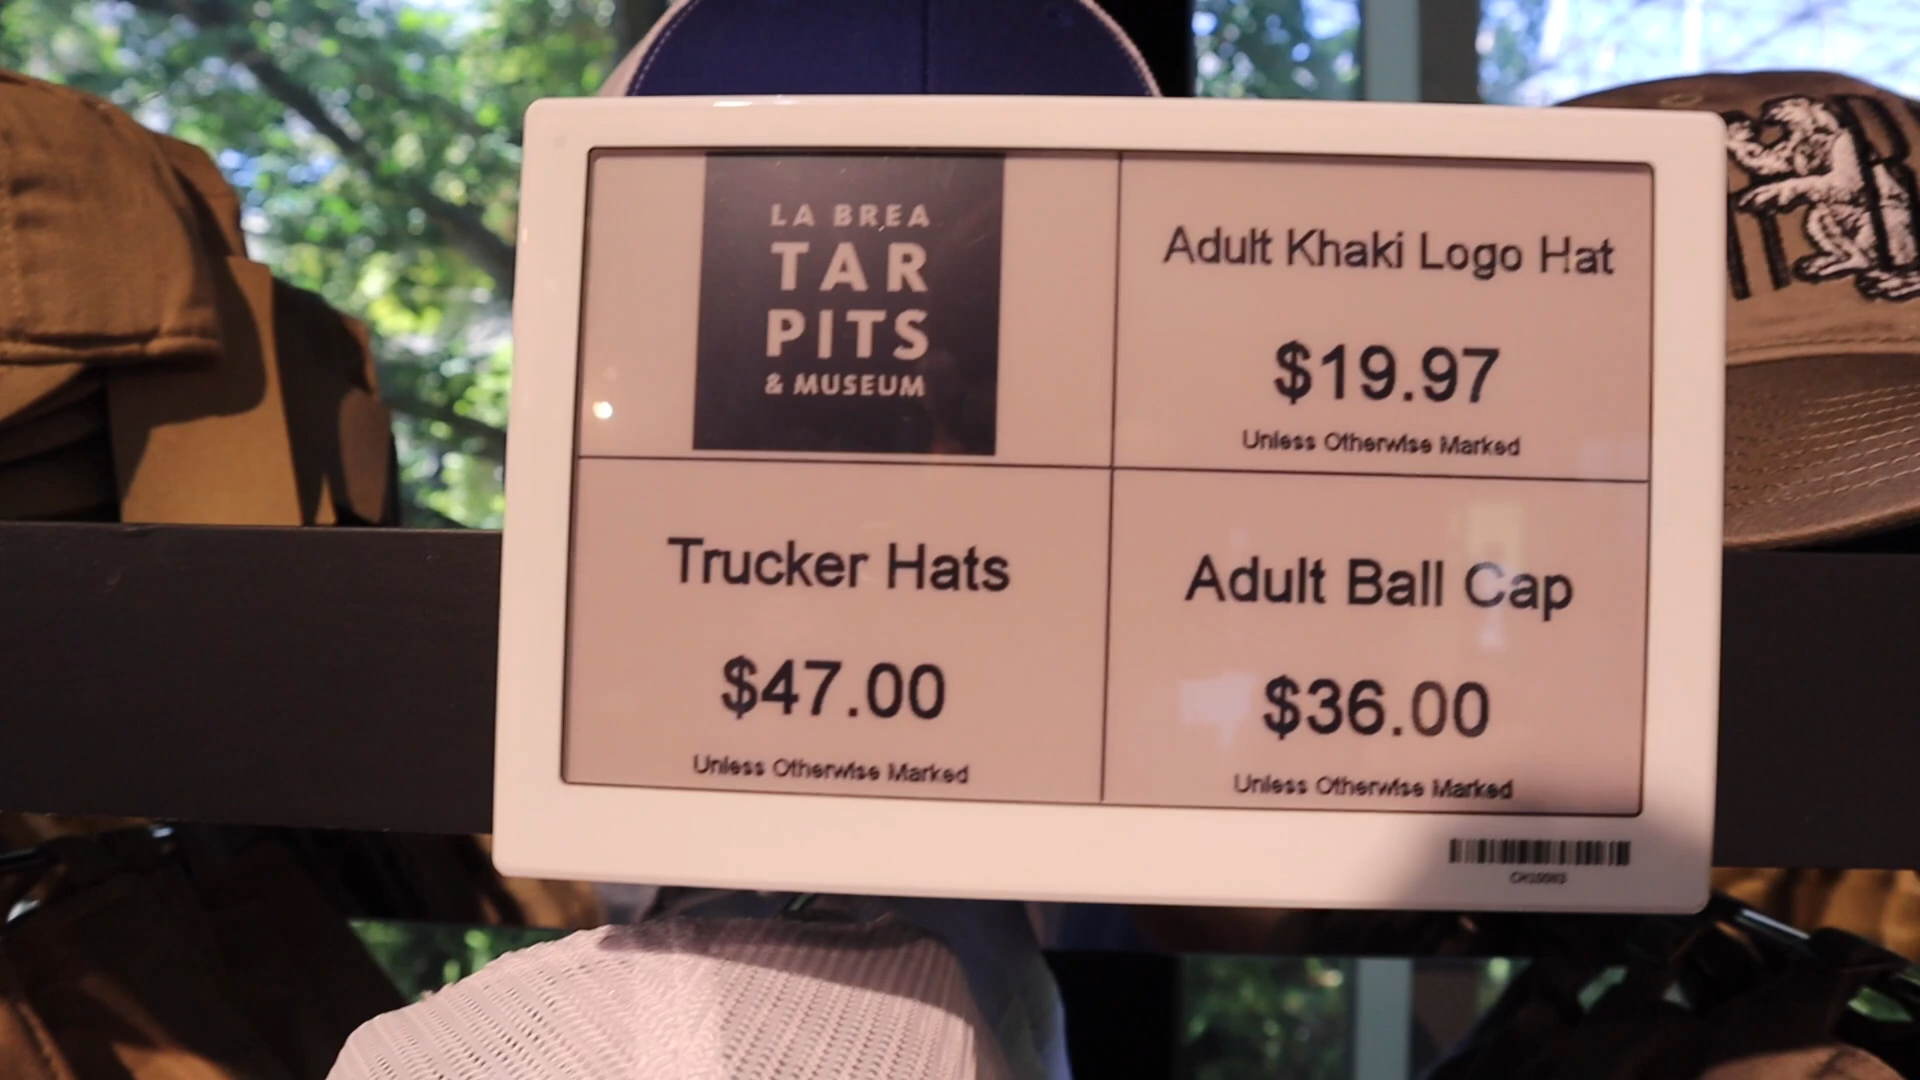 LA BREA
TAR
PITS
& MUSEUM
Adult Khaki Logo Hat
$19.97
Unless Otherwise Marked
Trucker Hats
$47.00
Unless Otherwise Marked
Adult Ball Cap
$36.00
Unless Otherwise Marked